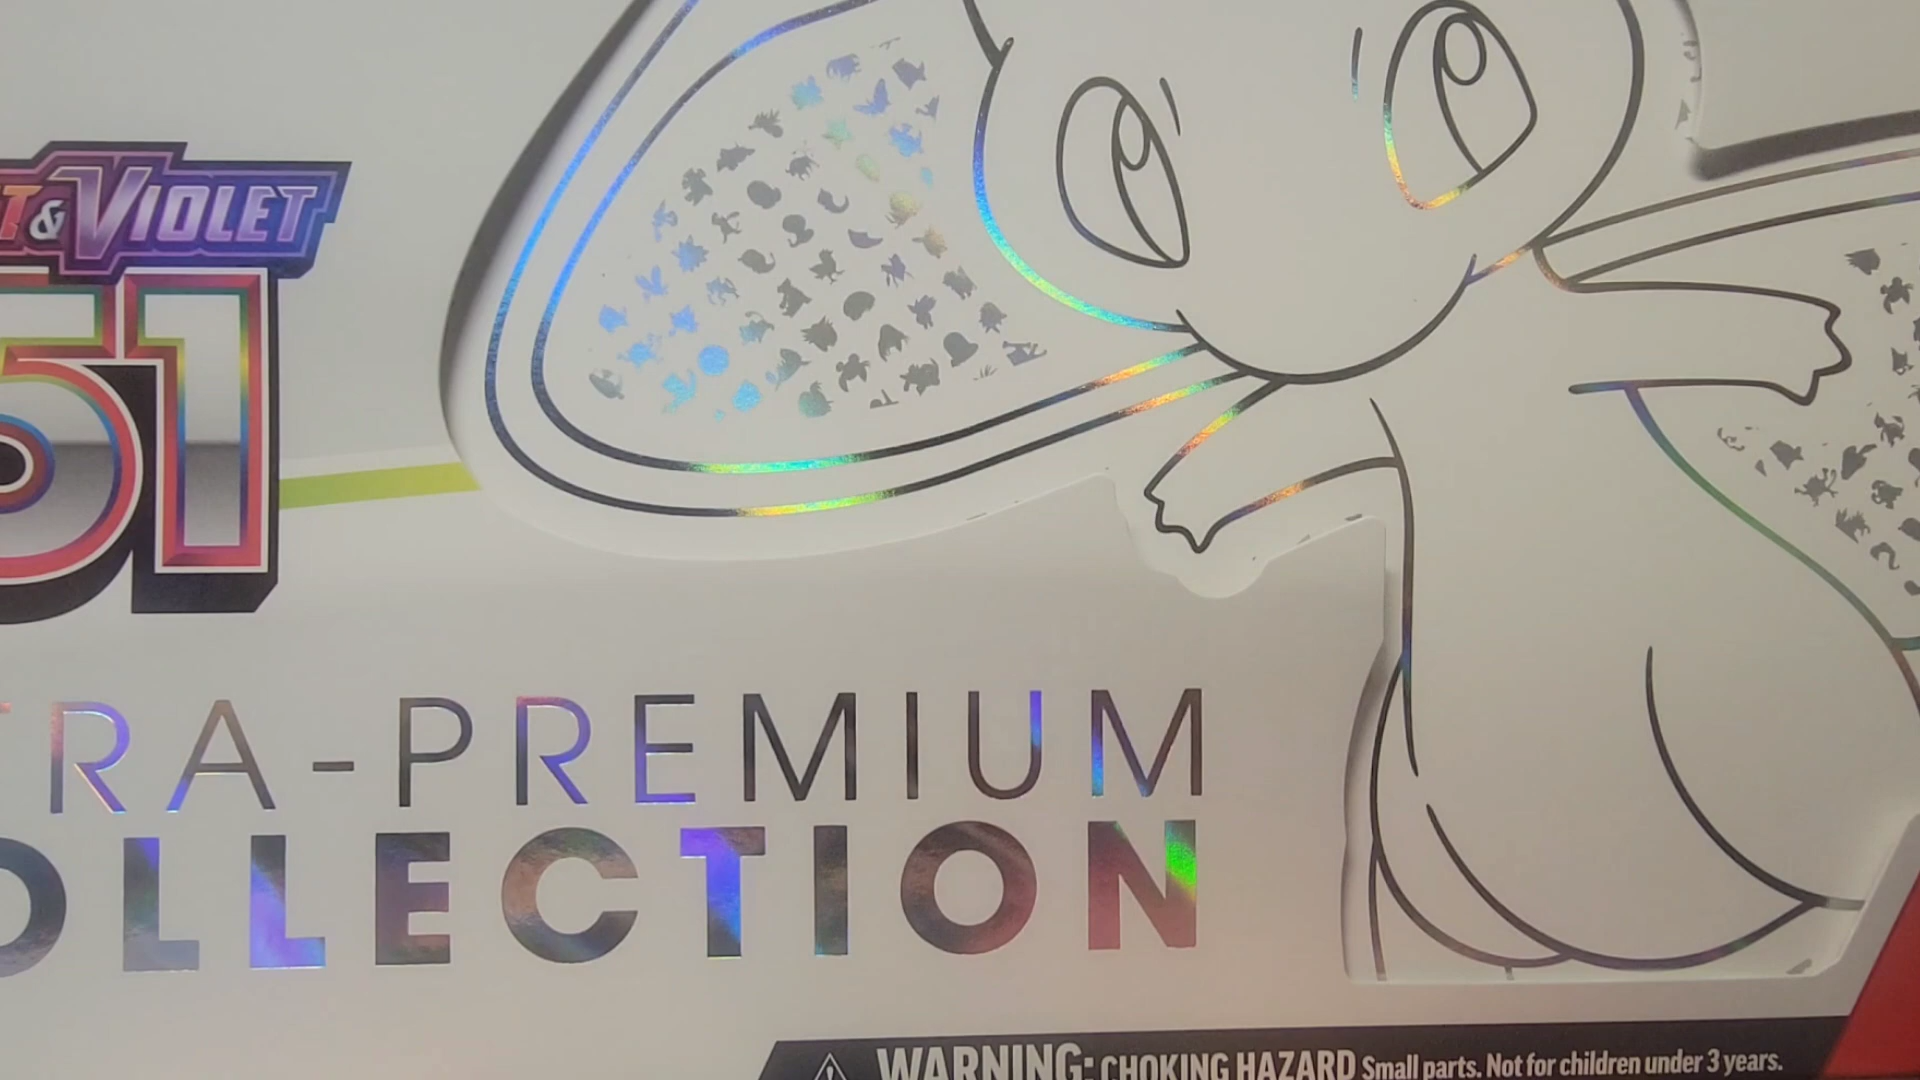 T & VIOLET
51
TRA-PREMIUM
OLLECTION
WARNING: CHOKING HAZARD Small parts. Not for children under 3 years.